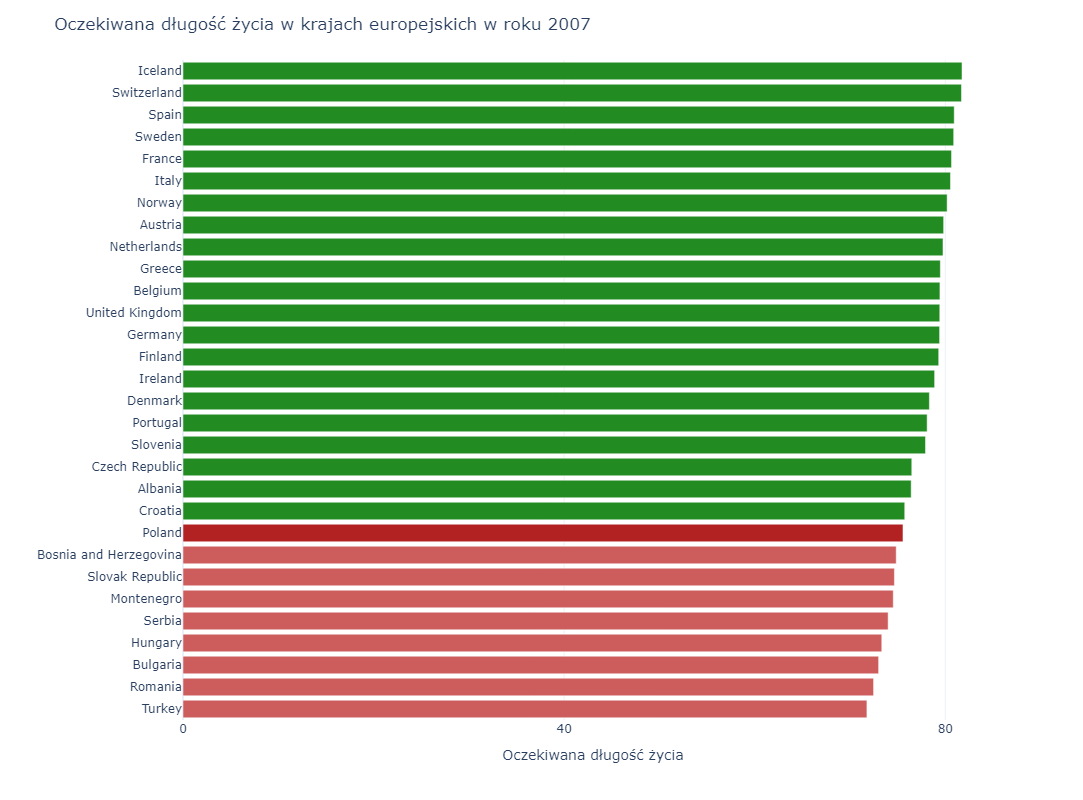 Oczekiwana długość życia w krajach europejskich w roku 2007
Iceland
Switzerland
Spain
Sweden
France
Italy
Norway
Austria
Netherlands
Greece
Belgium
United Kingdom
Germany
Finland
Ireland
Denmark
Portugal
Slovenia
Czech Republic
Albania
Croatia
Poland
Bosnia and Herzegovina
Slovak Republic
Montenegro
Serbia
Hungary
Bulgaria
Romania
Turkey
0 40 80
Oczekiwana długość życia